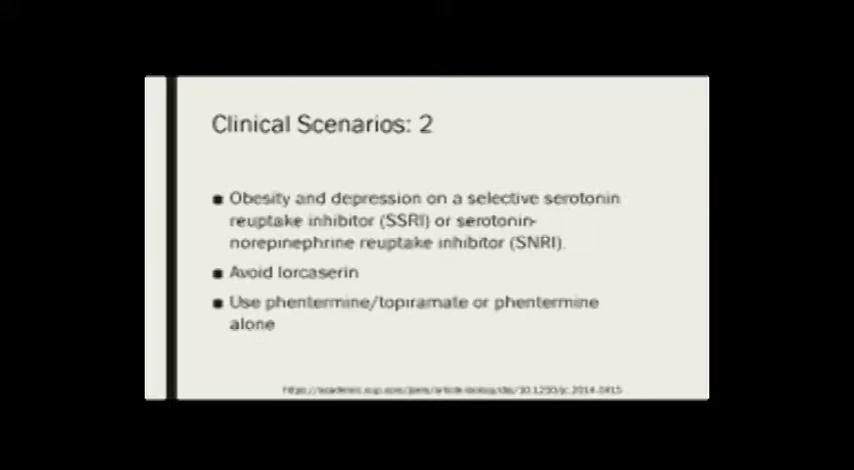 Clinical Scenarios: 2
■ Obesity and depression on a selective serotonin
reuptake inhibitor (SSRI) or serotonin-
norepinephrine reuptake inhibitor (SNRI).
■ Avoid lorcaserin
■ Use phentermine/topiramate or phentermine
alone